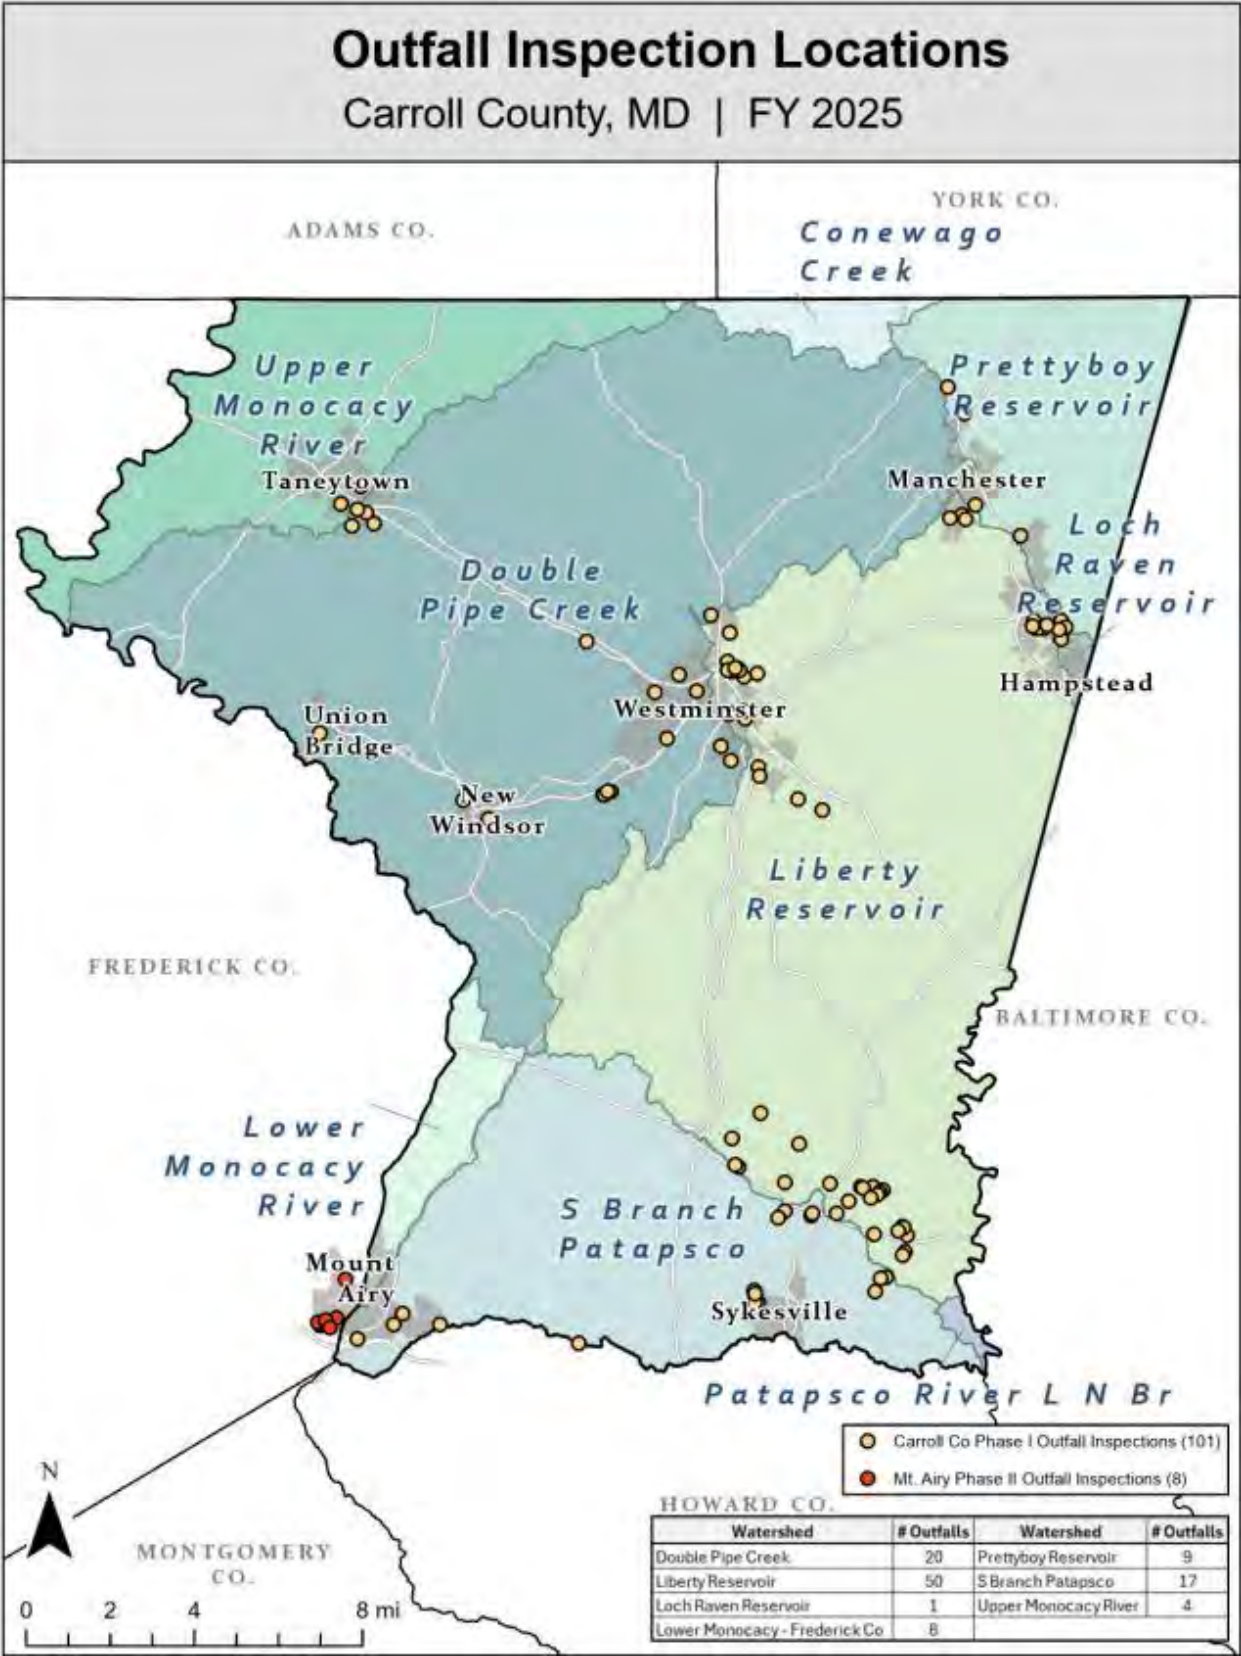 Outfall Inspection Locations
Carroll County, MD | FY 2025
ADAMS CO.
YORK CO.
Conewago
Creek
Upper
Monocacy
River
Taneytown
Prettyboy
Reservoir
Manchester
Loch
Raven
Reservoir
Hampstead
Double
Pipe Creek
Westminster
Union
Bridge
New
Windsor
Liberty
Reservoir
FREDERICK CO.
BALTIMORE CO.
Lower
Monocacy
River
S Branch
Patapsco
Mount
Airy
Sykesville
Patapsco River L N Br
Carroll Co Phase I Outfall Inspections (101)
Mt. Airy Phase II Outfall Inspections (8)
N
HOWARD CO.
MONTGOMERY
CO.
0 2 4 8 mi
Watershed # Outfalls Watershed # Outfalls
Double Pipe Creek 20 Prettyboy Reservoir 9
Liberty Reservoir 50 S Branch Patapsco 17
Loch Raven Reservoir 1 Upper Monocacy River 4
Lower Monocacy - Frederick Co 8